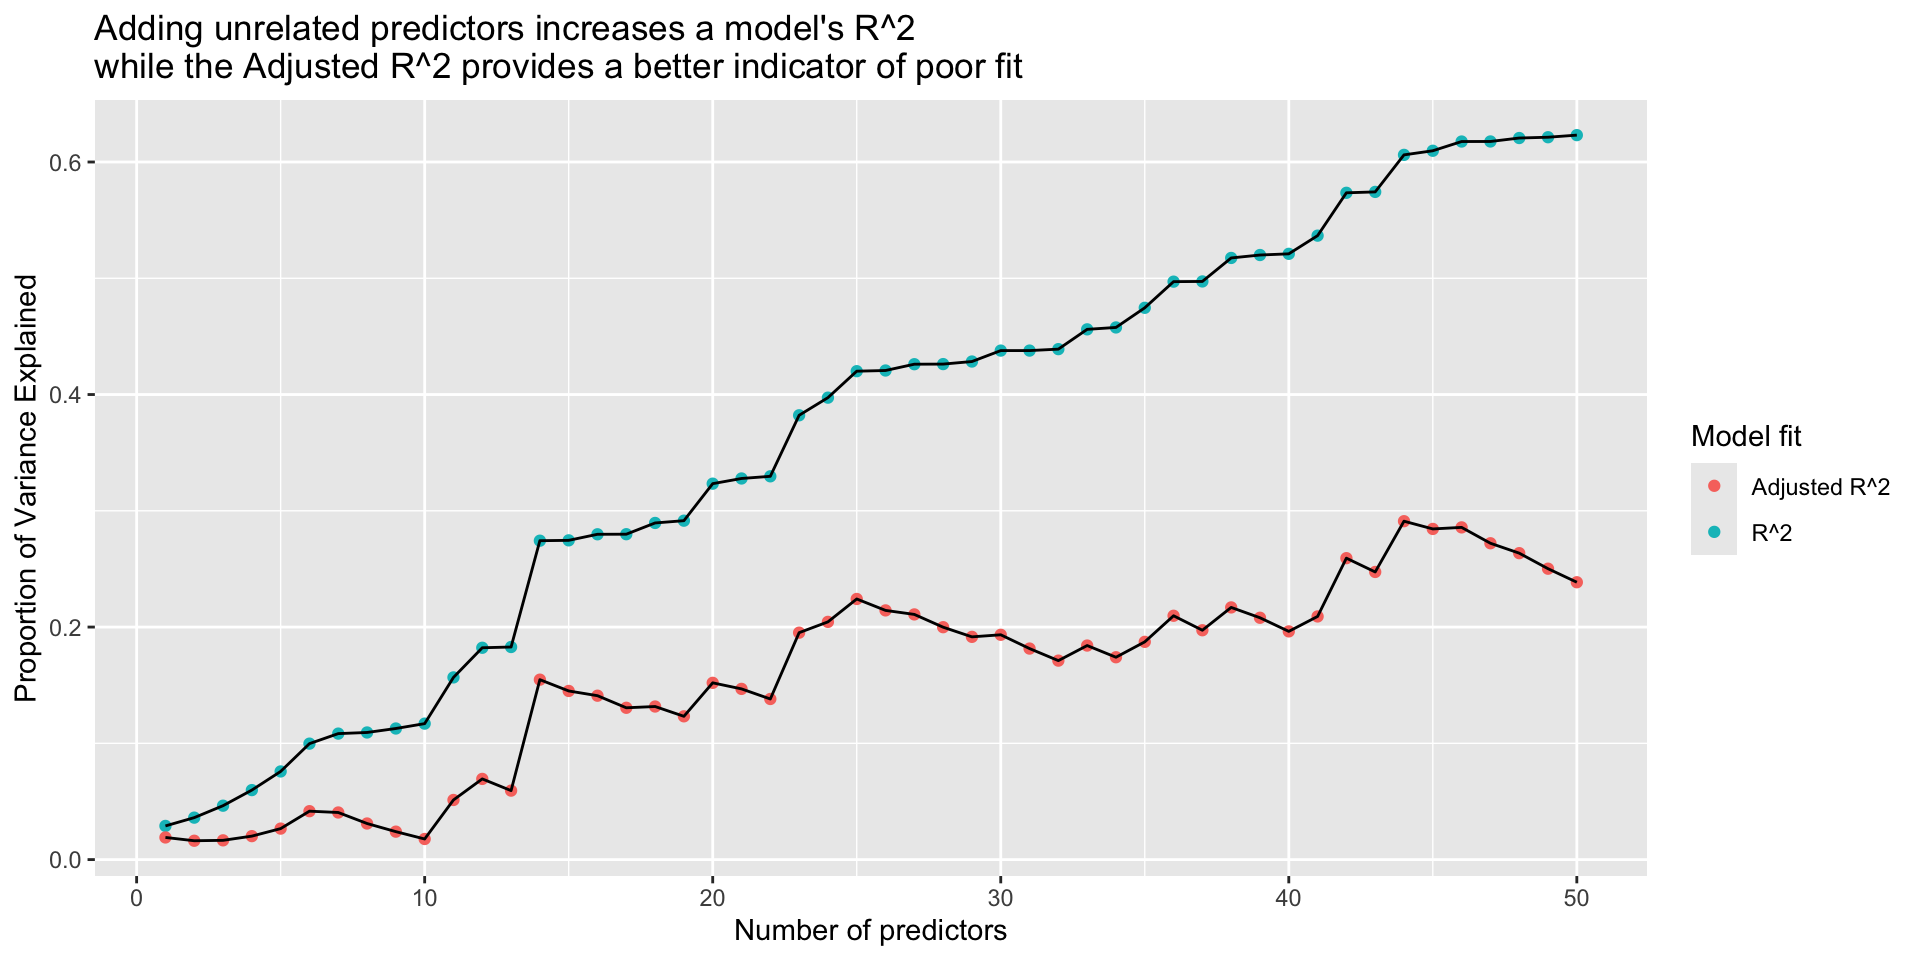 Adding unrelated predictors increases a model's R^2
while the Adjusted R^2 provides a better indicator of poor fit
Proportion of Variance Explained
0.6
0.4
0.2
0.0
0 10 20 30 40 50
Number of predictors
Model fit
Adjusted R^2
R^2